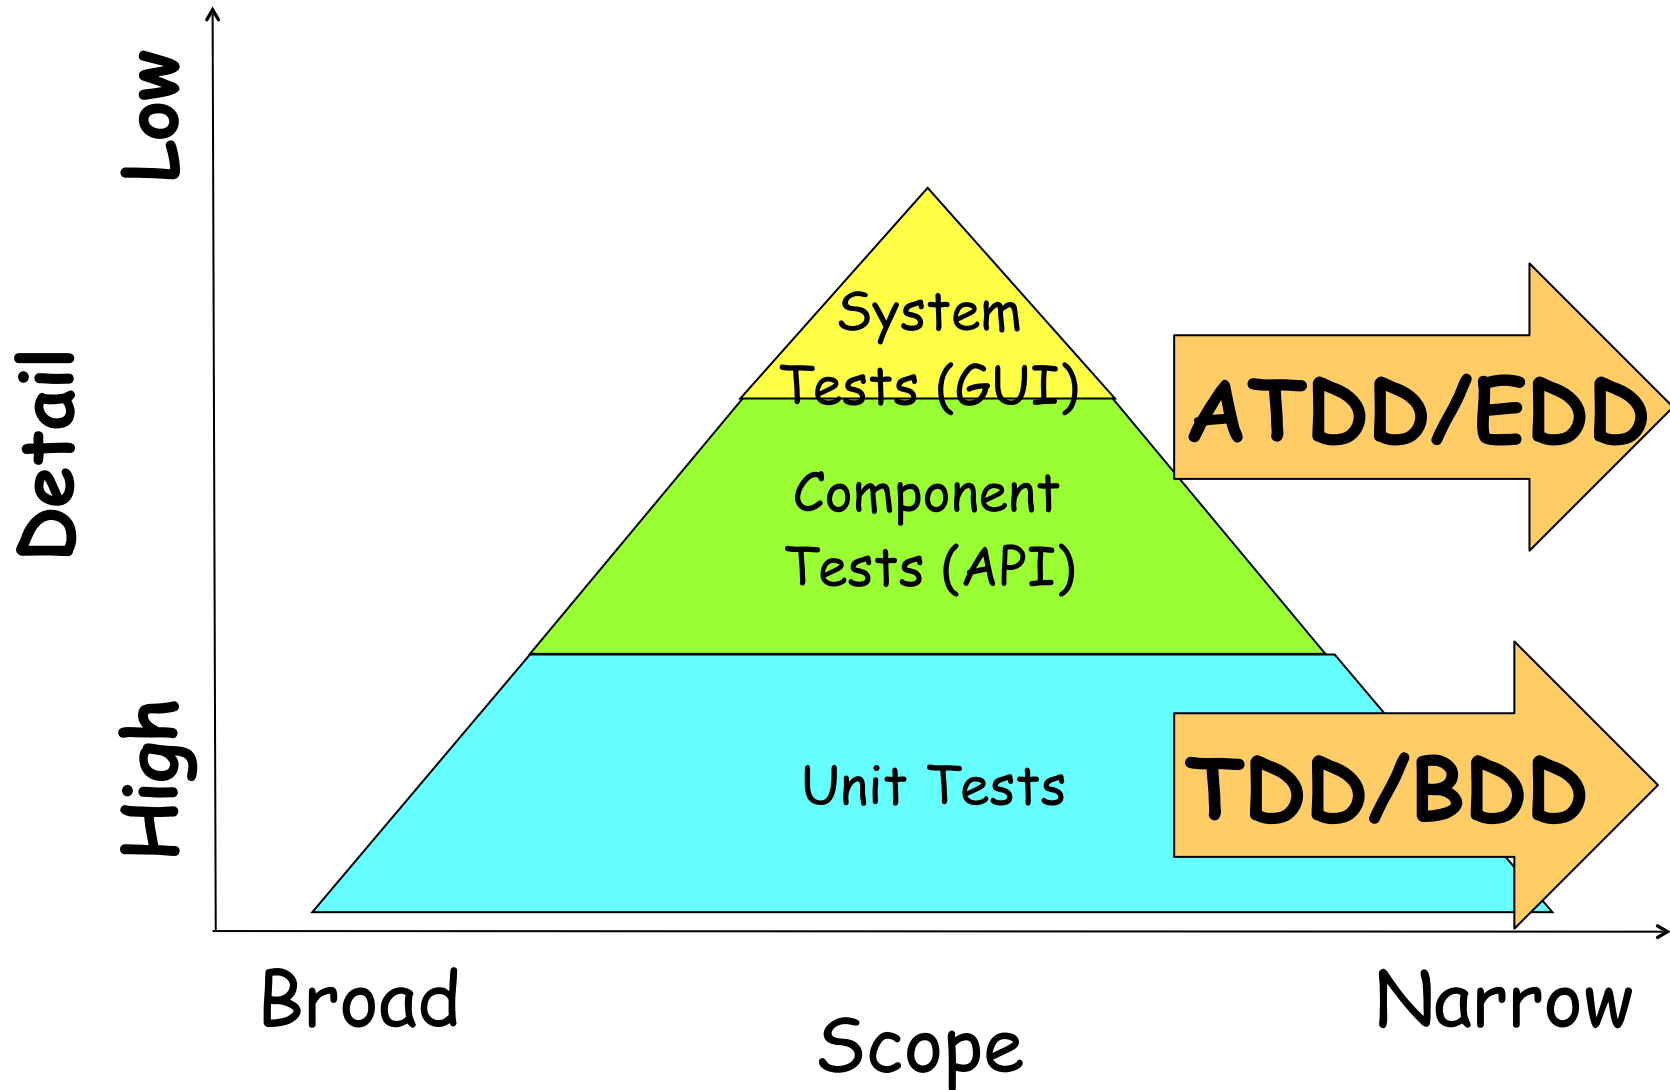 Low
Detail
High
System
Tests (GUI)
Component
Tests (API)
Unit Tests
ATDD/EDD
TDD/BDD
Broad
Narrow
Scope